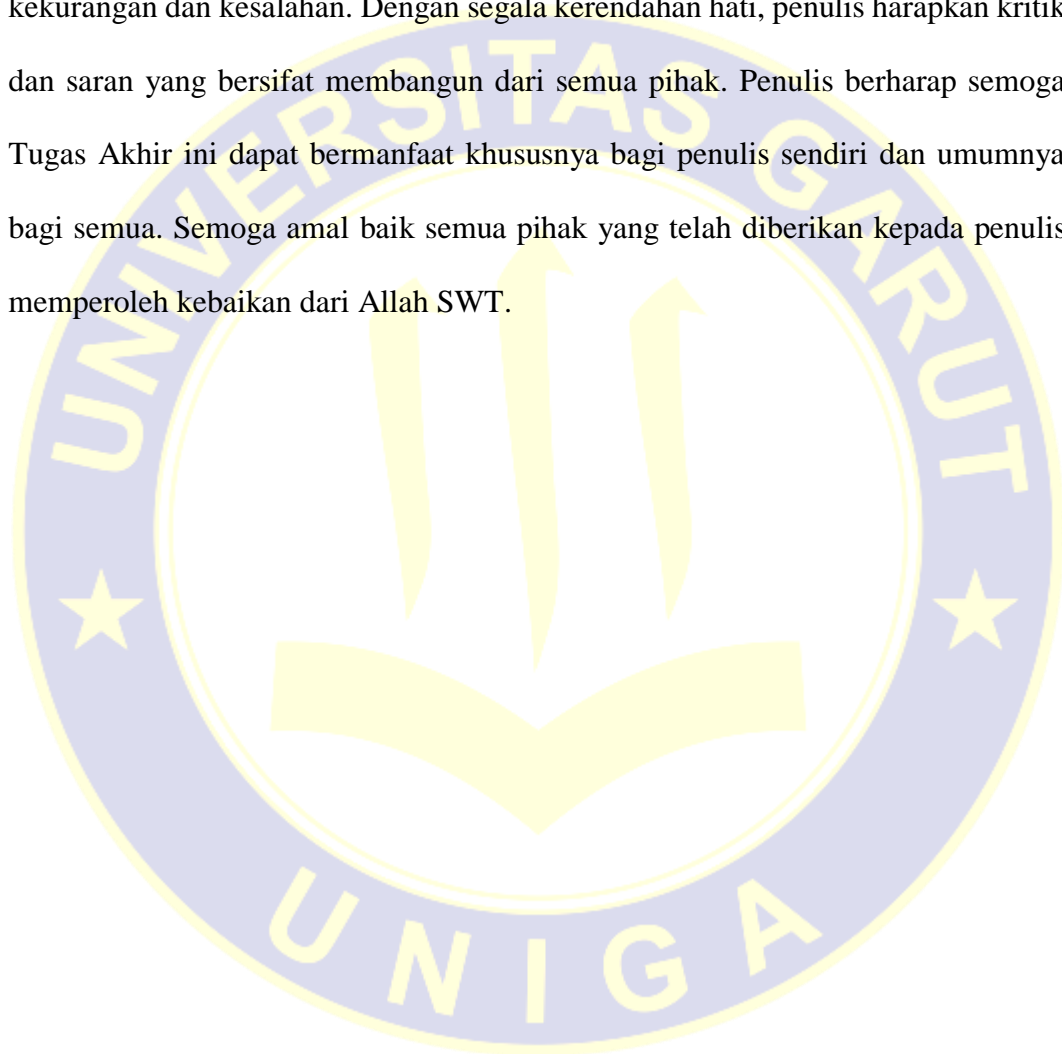 kekurangan dan kesalahan. Dengan segala kerendahan hati, penulis harapkan kritik
dan saran yang bersifat membangun dari semua pihak. Penulis berharap semoga
Tugas Akhir ini dapat bermanfaat khususnya bagi penulis sendiri dan umumnya
bagi semua. Semoga amal baik semua pihak yang telah diberikan kepada penulis
memperoleh kebaikan dari Allah SWT.
UNIVERSITAS GARUT
UNIGA